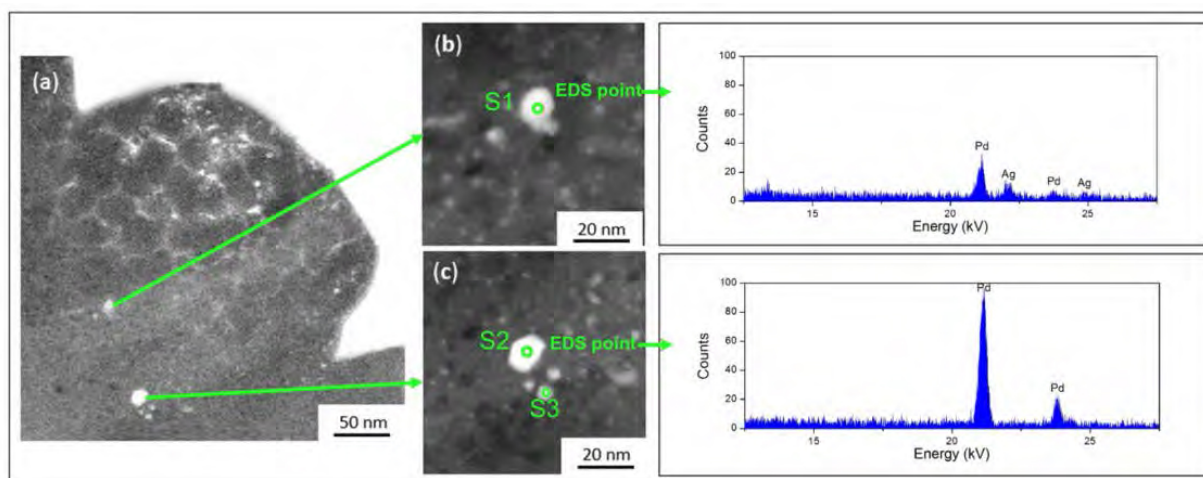 (a)
50 nm
(b)
S1
EDS point
20 nm
100
80
60
40
20
0
Counts
Pd
Ag
Pd
Ag
15
20
25
Energy (kV)
(c)
S2
EDS point
S3
20 nm
100
80
60
40
20
0
Counts
Pd
Pd
15
20
25
Energy (kV)